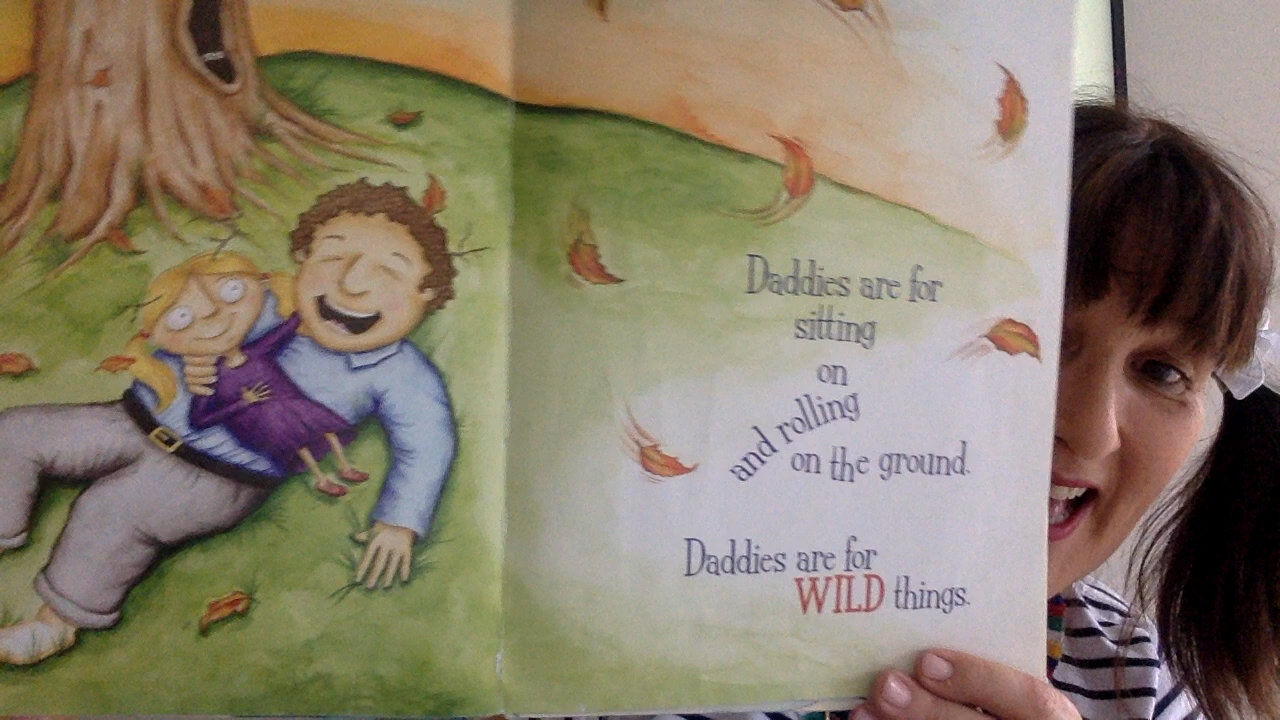 Daddies are for
sitting
on
and rolling
on the ground.
Daddies are for
WILD things.